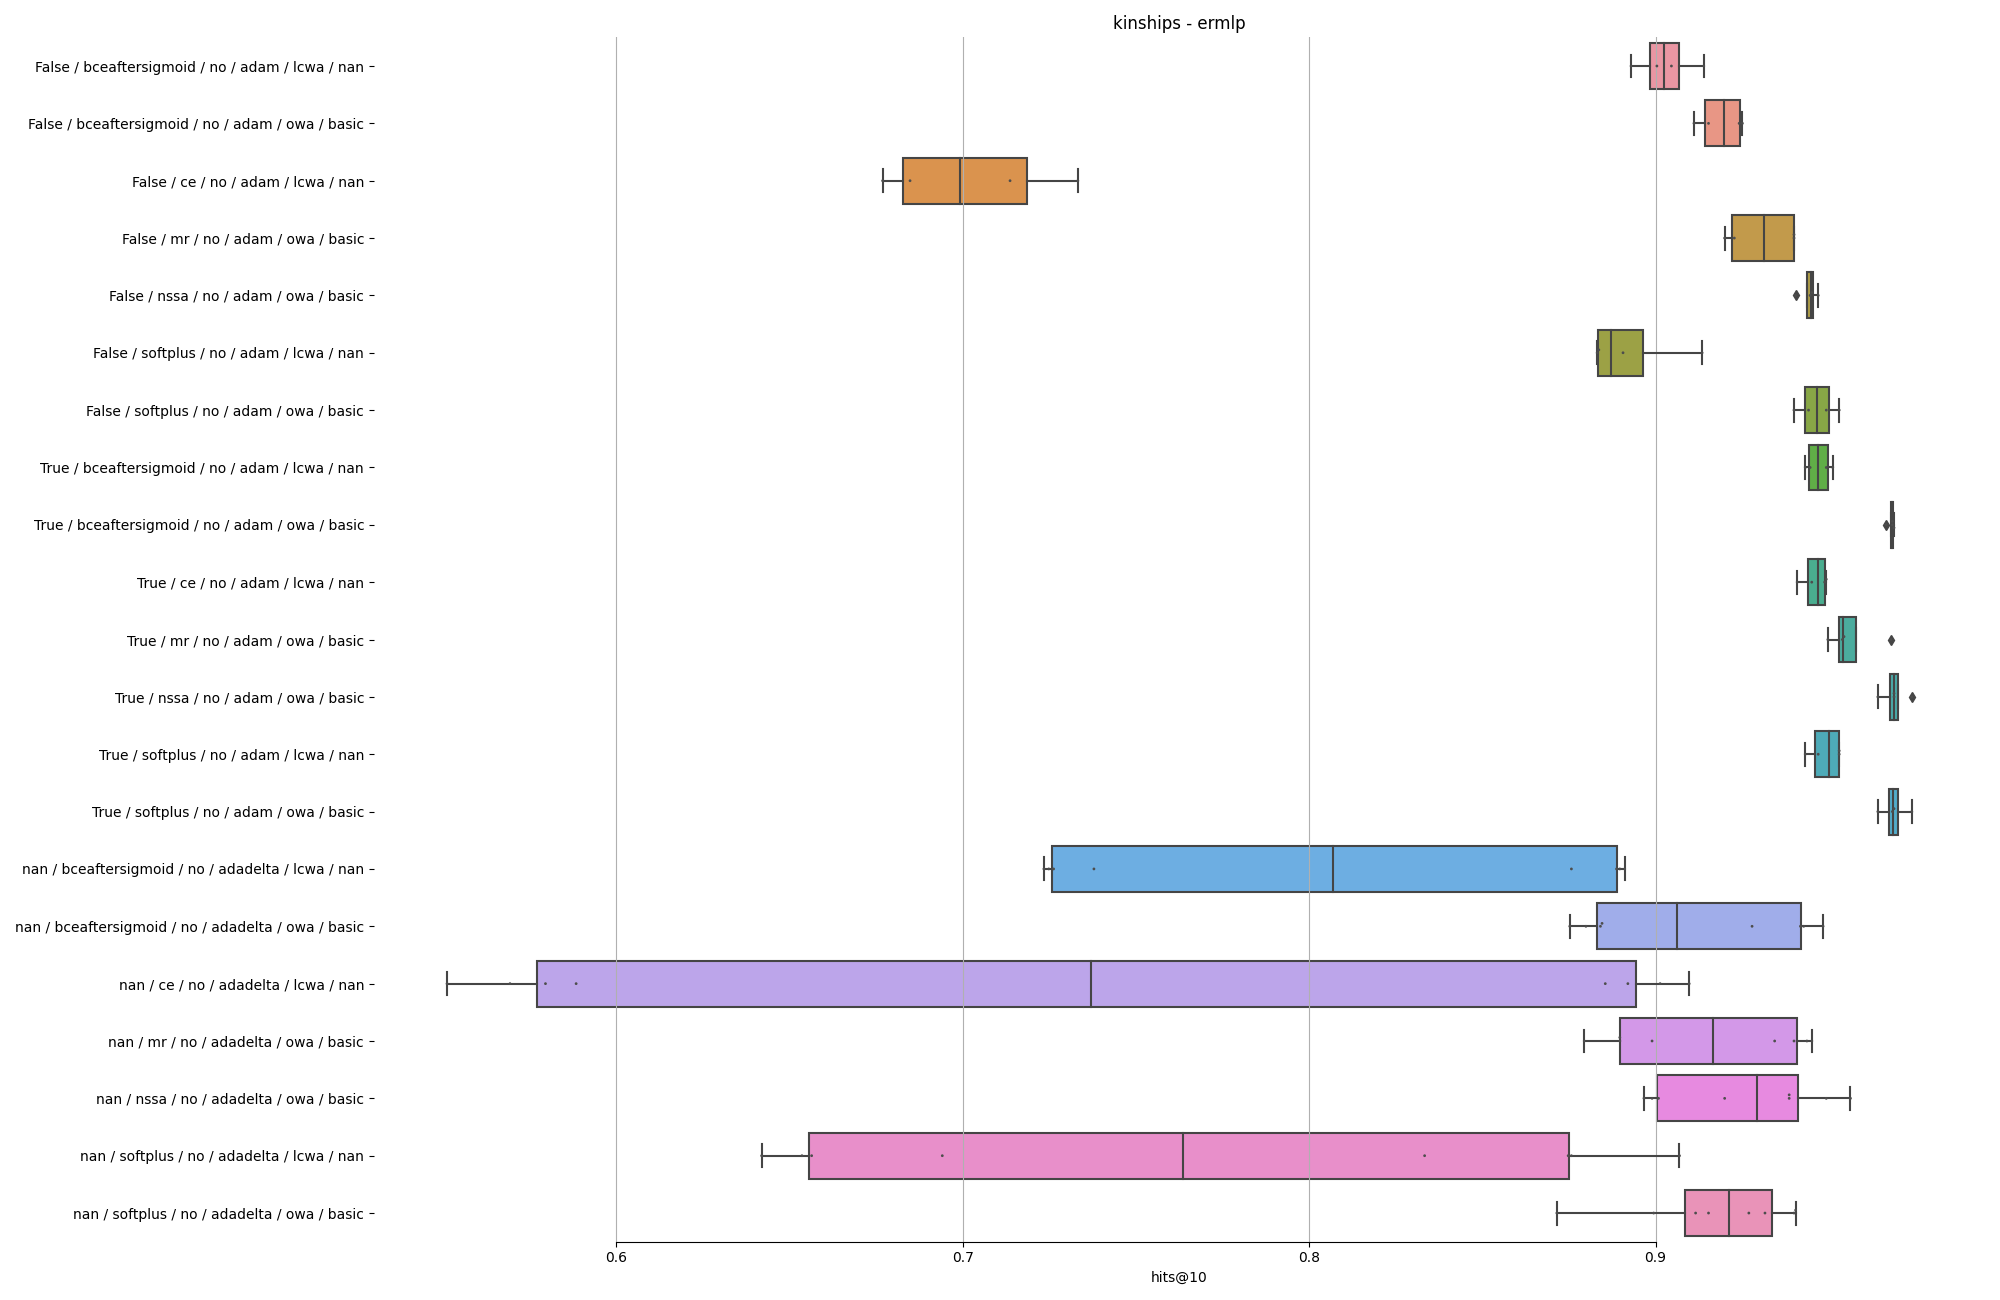 kinships - ermlp
False / bceaftersigmoid / no / adam / lcwa / nan
False / bceaftersigmoid / no / adam / owa / basic
False / ce / no / adam / lcwa / nan
False / mr / no / adam / owa / basic
False / nssa / no / adam / owa / basic
False / softplus / no / adam / lcwa / nan
False / softplus / no / adam / owa / basic
True / bceaftersigmoid / no / adam / lcwa / nan
True / bceaftersigmoid / no / adam / owa / basic
True / ce / no / adam / lcwa / nan
True / mr / no / adam / owa / basic
True / nssa / no / adam / owa / basic
True / softplus / no / adam / lcwa / nan
True / softplus / no / adam / owa / basic
nan / bceaftersigmoid / no / adadelta / lcwa / nan
nan / bceaftersigmoid / no / adadelta / owa / basic
nan / ce / no / adadelta / lcwa / nan
nan / mr / no / adadelta / owa / basic
nan / nssa / no / adadelta / owa / basic
nan / softplus / no / adadelta / lcwa / nan
nan / softplus / no / adadelta / owa / basic
0.6 0.7 0.8 0.9
hits@10